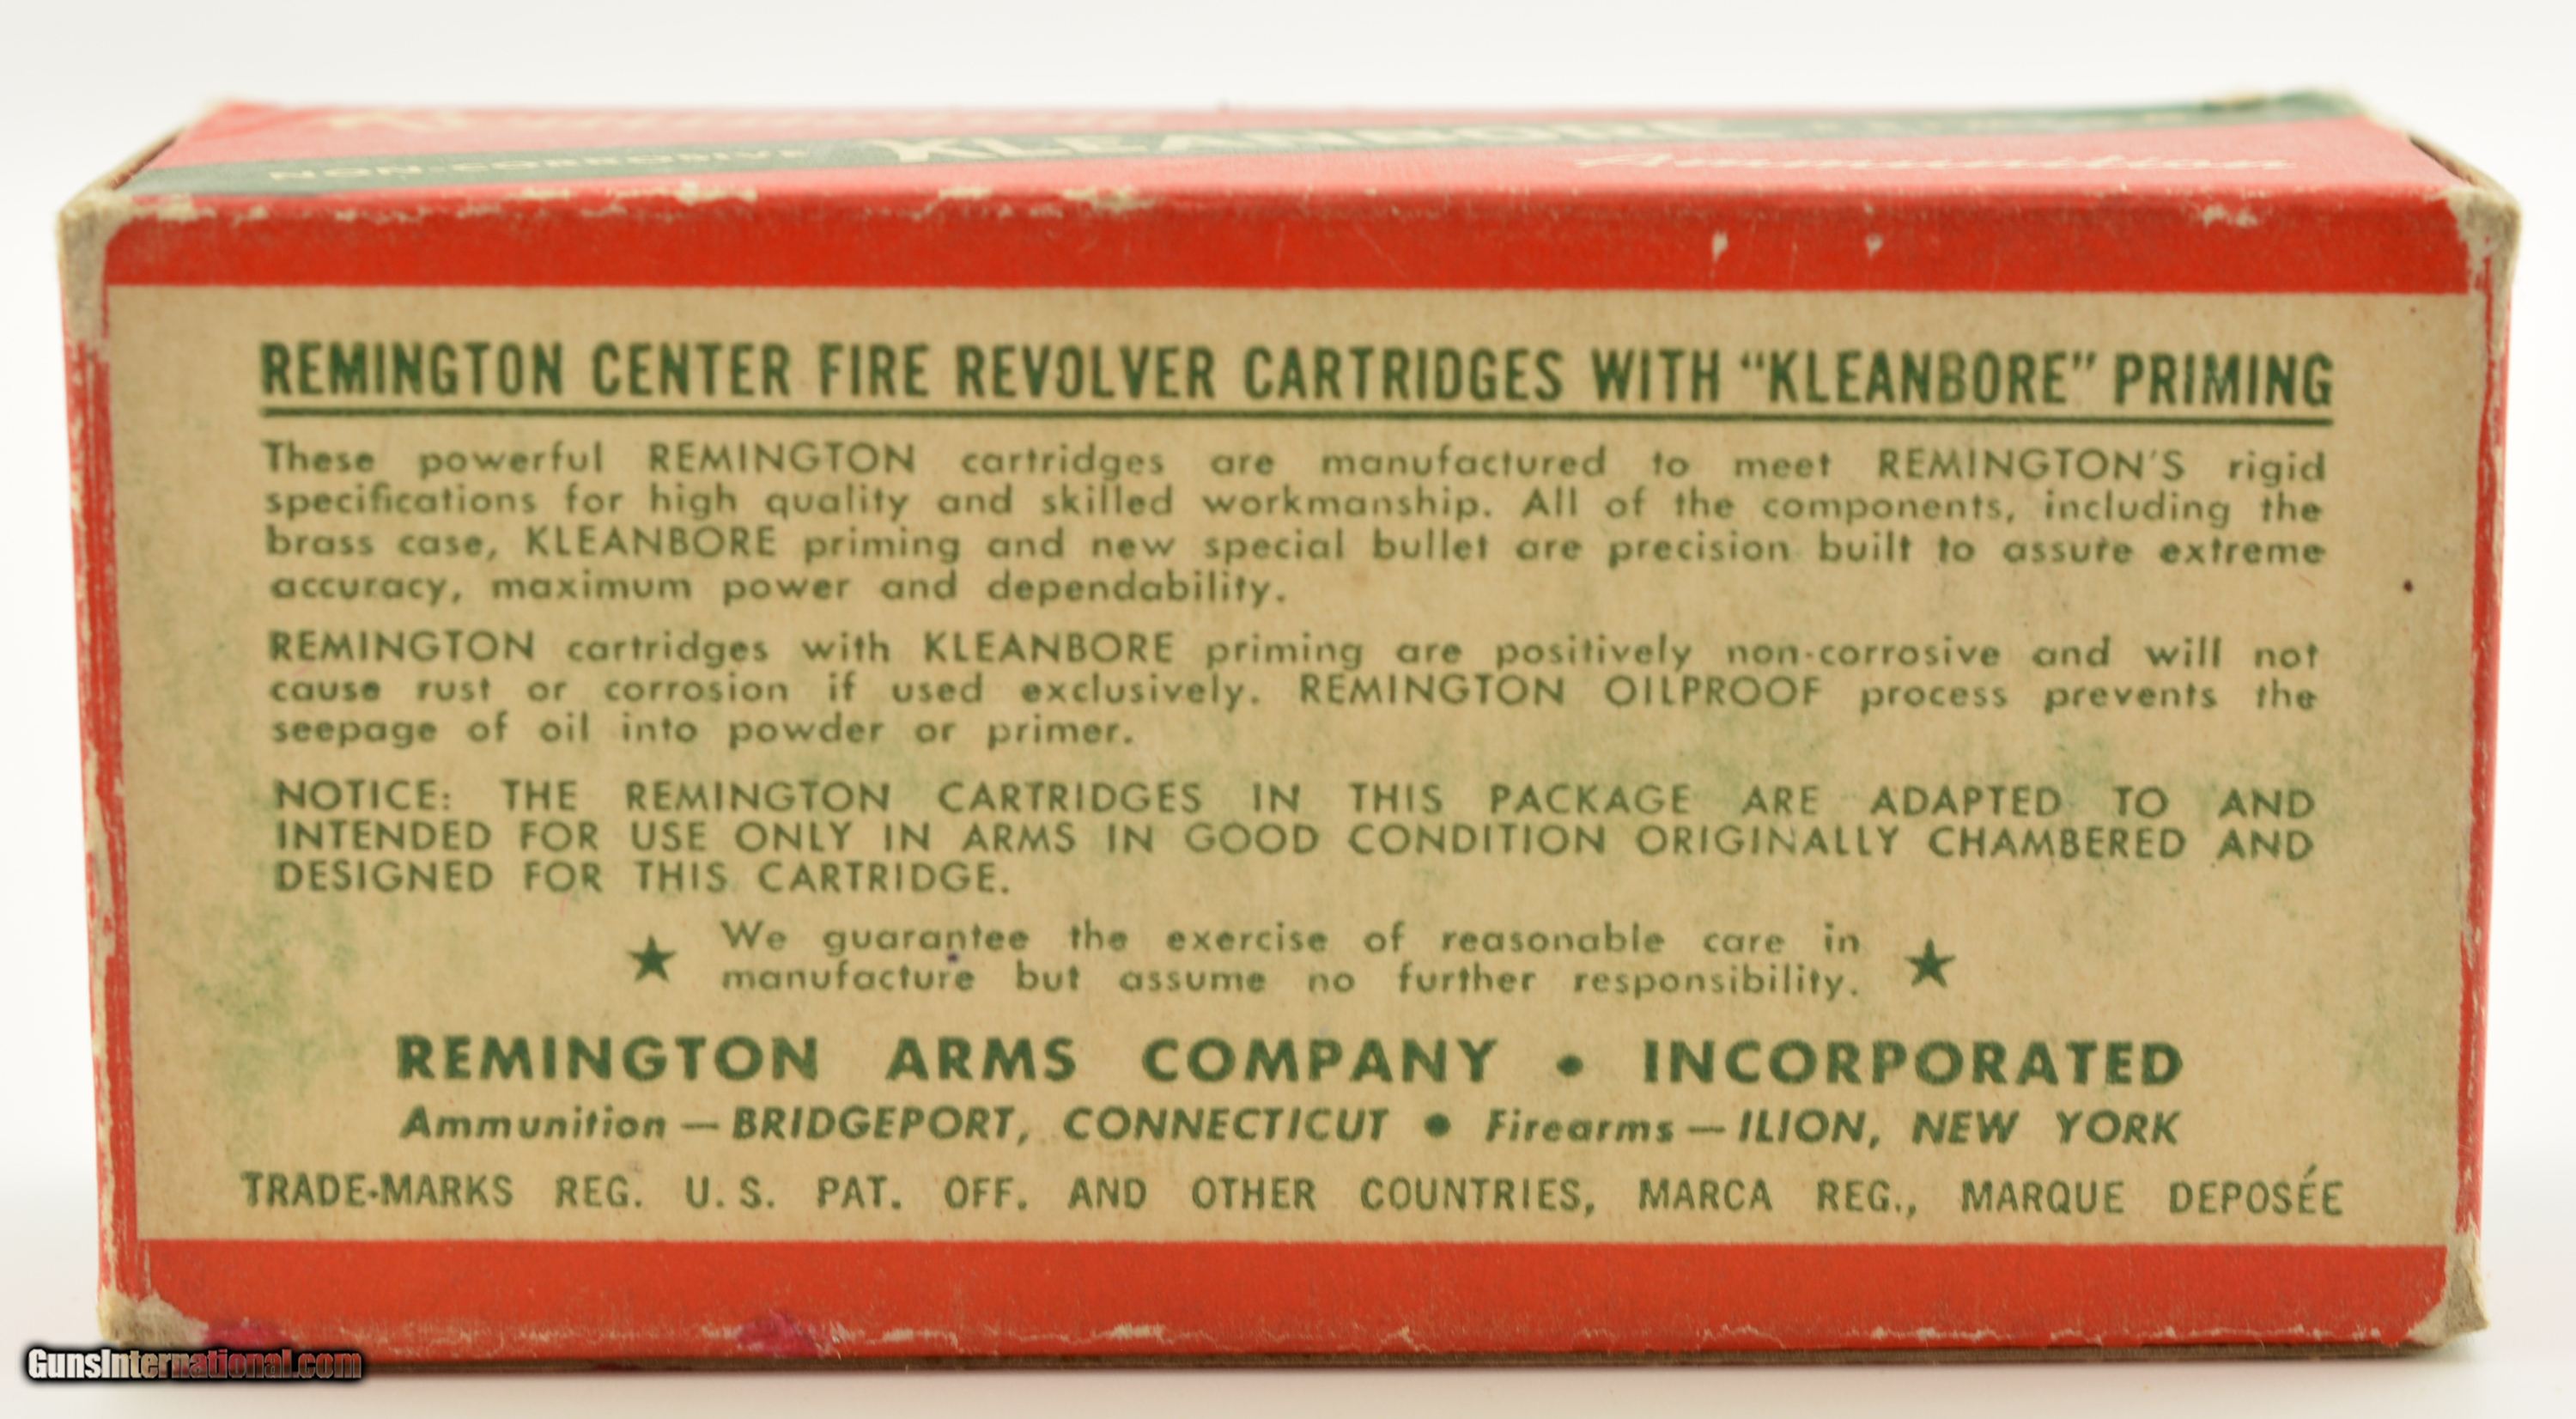 Remington
NON-CORROSIVE KLEANBORE
Ammunition
REMINGTON CENTER FIRE REVOLVER CARTRIDGES WITH “KLEANBORE” PRIMING
These powerful REMINGTON cartridges are manufactured to meet REMINGTON'S rigid
specifications for high quality and skilled workmanship. All of the components, including the
brass case, KLEANBORE priming and new special bullet are precision built to assure extreme
accuracy, maximum power and dependability.
REMINGTON cartridges with KLEANBORE priming are positively non-corrosive and will not
cause rust or corrosion if used exclusively. REMINGTON OILPROOF process prevents the
seepage of oil into powder or primer.
NOTICE: THE REMINGTON CARTRIDGES IN THIS PACKAGE ARE ADAPTED TO AND
INTENDED FOR USE ONLY IN ARMS IN GOOD CONDITION ORIGINALLY CHAMBERED AND
DESIGNED FOR THIS CARTRIDGE.
★ We guarantee the exercise of reasonable care in ★
manufacture but assume no further responsibility.
REMINGTON ARMS COMPANY • INCORPORATED
Ammunition — BRIDGEPORT, CONNECTICUT • Firearms — ILION, NEW YORK
TRADE-MARKS REG. U. S. PAT. OFF. AND OTHER COUNTRIES, MARCA REG., MARQUE DEPOSÉE
GunsInternational.com